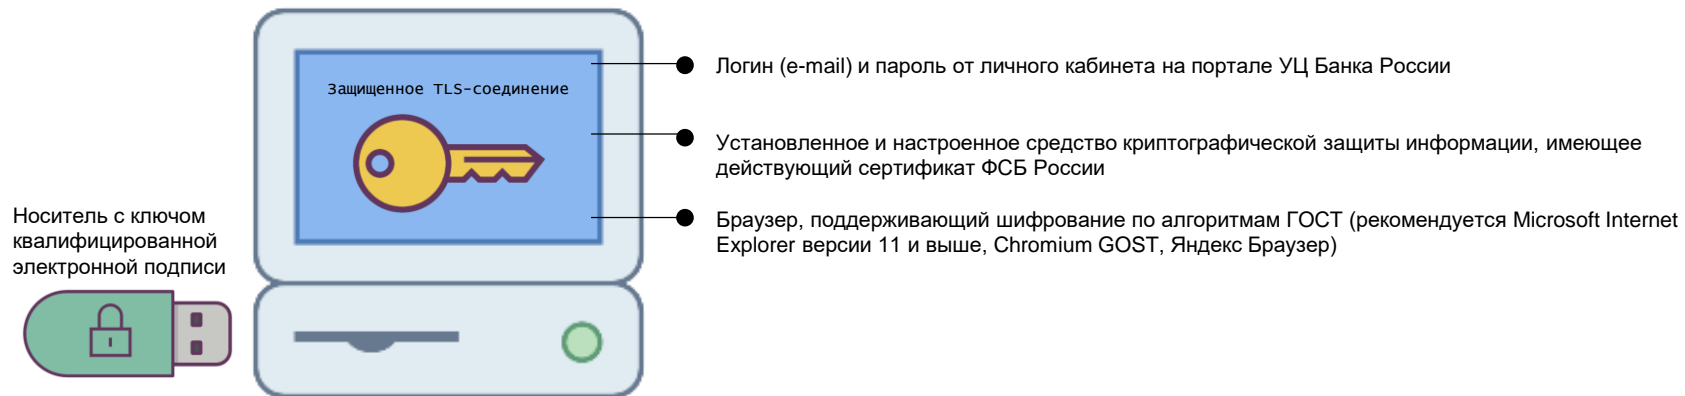 Защищенное TLS-соединение
Логин (e-mail) и пароль от личного кабинета на портале УЦ Банка России
Установленное и настроенное средство криптографической защиты информации, имеющее
действующий сертификат ФСБ России
Браузер, поддерживающий шифрование по алгоритмам ГОСТ (рекомендуется Microsoft Internet
Explorer версии 11 и выше, Chromium GOST, Яндекс Браузер)
Носитель с ключом
квалифицированной
электронной подписи